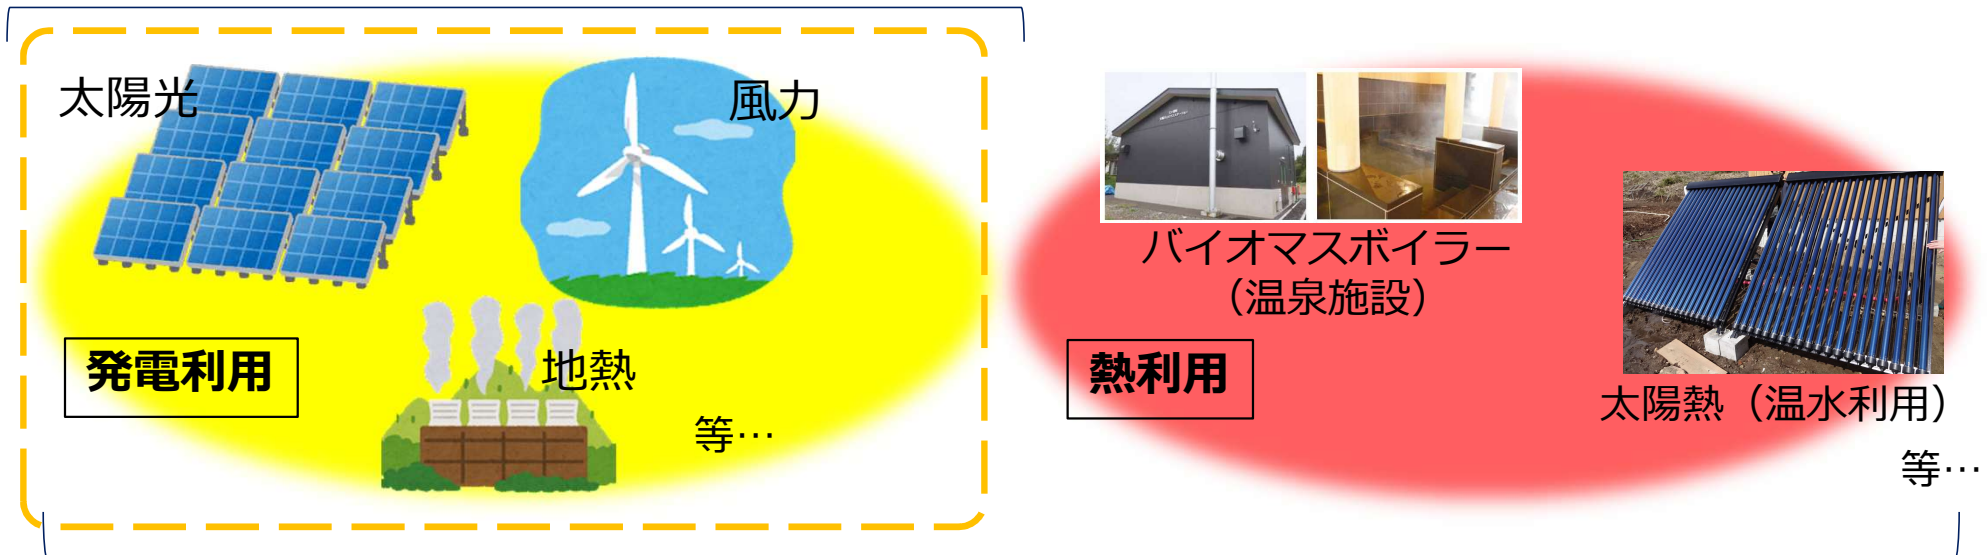 太陽光
風力
地熱
発電利用
等…
バイオマスボイラー
（温泉施設）
熱利用
太陽熱（温水利用）
等…